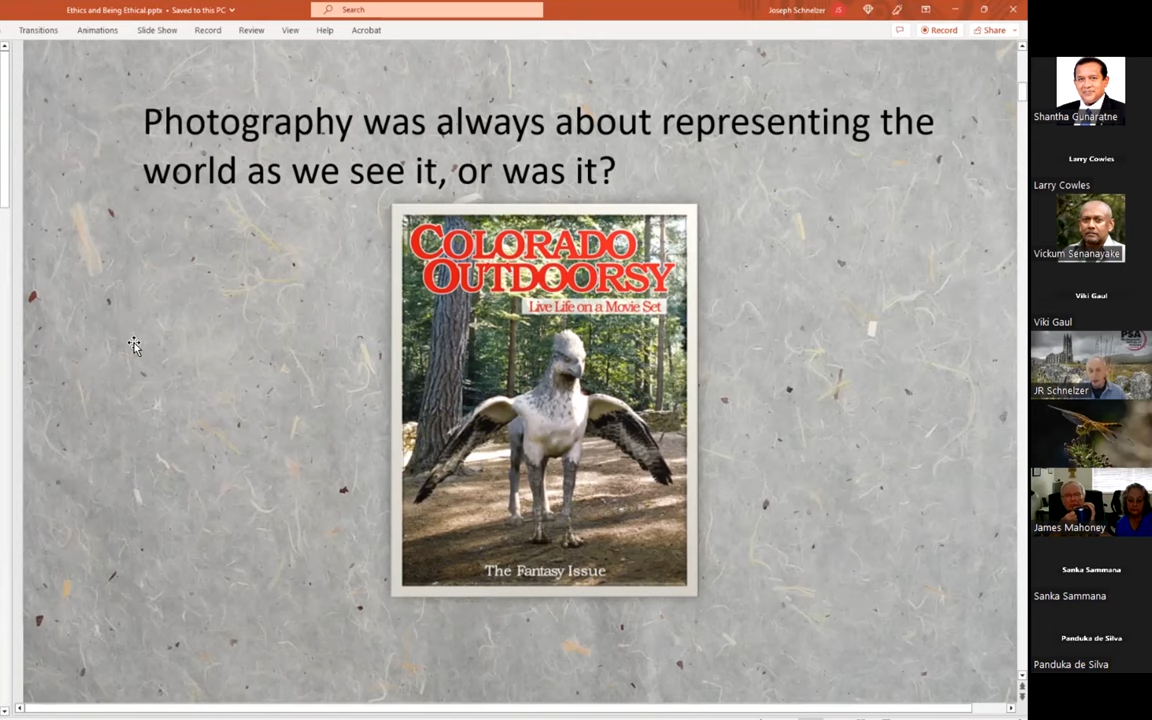 Ethics and Being Ethical.pptx • Saved to this PC
Search
Joseph Schnelzer
JS
Transitions
Animations
Slide Show
Record
Review
View
Help
Acrobat
Record
Share
Photography was always about representing the
world as we see it, or was it?
COLORADO
OUTDOORSY
Live Life on a Movie Set
The Fantasy Issue
Shantha Gunaratne
Larry Cowles
Larry Cowles
Vickum Senanayake
Viki Gaul
Viki Gaul
PSA
JR Schnelzer
James Mahoney
Sanka Sammana
Sanka Sammana
Panduka de Silva
Panduka de Silva